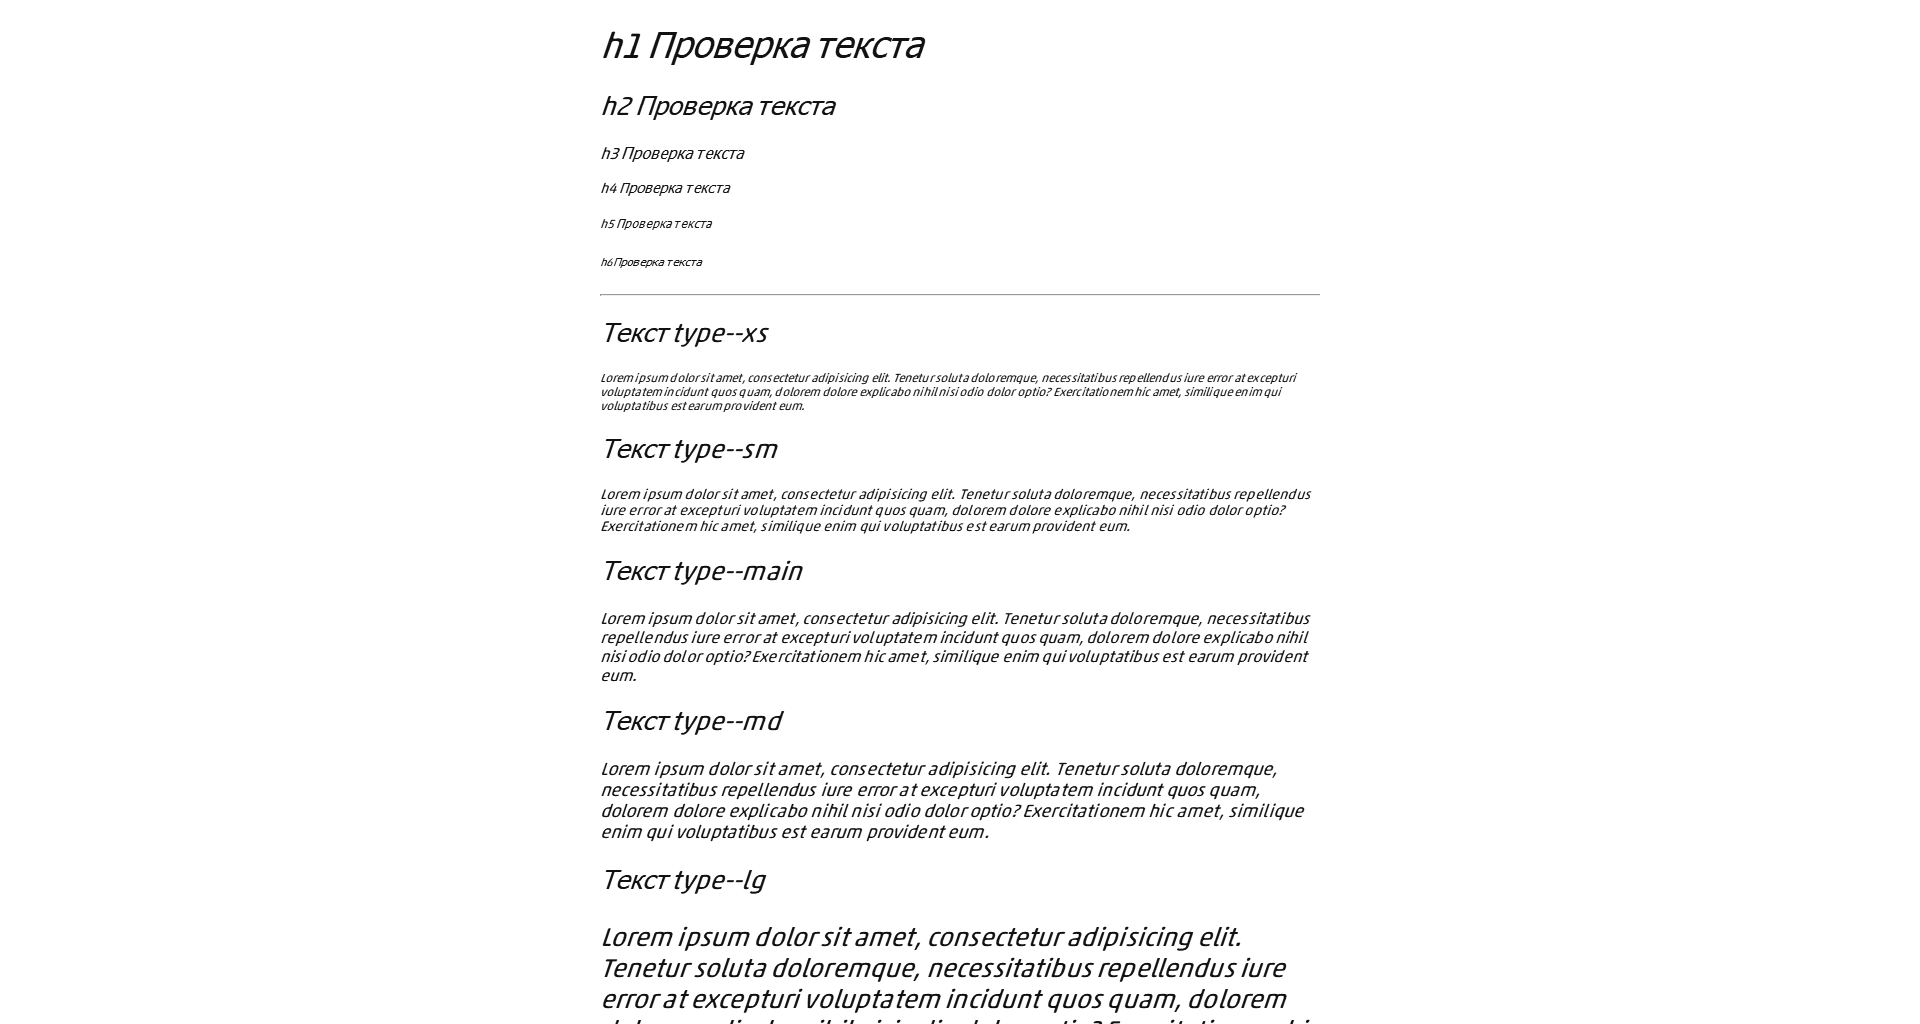 h1 Проверка текста
h2 Проверка текста
h3 Проверка текста
h4 Проверка текста
h5 Проверка текста
h6 Проверка текста
Текст type--xs
Lorem ipsum dolor sit amet, consectetur adipisicing elit. Tenetur soluta doloremque, necessitatibus repellendus iure error at excepturi
voluptatem incidunt quos quam, dolorem dolore explicabo nihil nisi odio dolor optio? Exercitationem hic amet, similique enim qui
voluptatibus est earum provident eum.
Текст type--sm
Lorem ipsum dolor sit amet, consectetur adipisicing elit. Tenetur soluta doloremque, necessitatibus repellendus
iure error at excepturi voluptatem incidunt quos quam, dolorem dolore explicabo nihil nisi odio dolor optio?
Exercitationem hic amet, similique enim qui voluptatibus est earum provident eum.
Текст type--main
Lorem ipsum dolor sit amet, consectetur adipisicing elit. Tenetur soluta doloremque, necessitatibus
repellendus iure error at excepturi voluptatem incidunt quos quam, dolorem dolore explicabo nihil
nisi odio dolor optio? Exercitationem hic amet, similique enim qui voluptatibus est earum provident
eum.
Текст type--md
Lorem ipsum dolor sit amet, consectetur adipisicing elit. Tenetur soluta doloremque,
necessitatibus repellendus iure error at excepturi voluptatem incidunt quos quam,
dolorem dolore explicabo nihil nisi odio dolor optio? Exercitationem hic amet, similique
enim qui voluptatibus est earum provident eum.
Текст type--lg
Lorem ipsum dolor sit amet, consectetur adipisicing elit.
Tenetur soluta doloremque, necessitatibus repellendus iure
error at excepturi voluptatem incidunt quos quam, dolorem